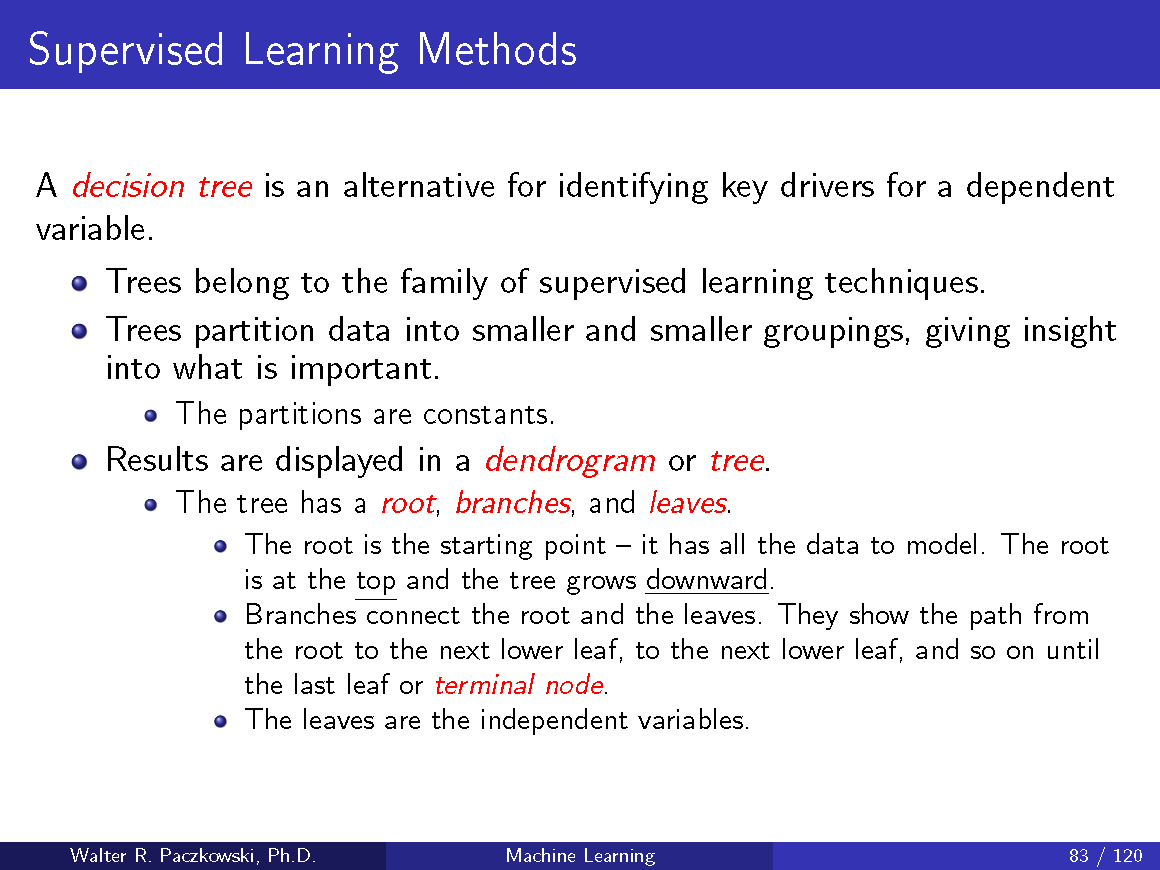 Supervised Learning Methods
A decision tree is an alternative for identifying key drivers for a dependent
variable.
Trees belong to the family of supervised learning techniques.
Trees partition data into smaller and smaller groupings, giving insight
into what is important.
The partitions are constants.
Results are displayed in a dendrogram or tree.
The tree has a root, branches, and leaves.
The root is the starting point – it has all the data to model. The root
is at the top and the tree grows downward.
Branches connect the root and the leaves. They show the path from
the root to the next lower leaf, to the next lower leaf, and so on until
the last leaf or terminal node.
The leaves are the independent variables.
Walter R. Paczkowski, Ph.D. Machine Learning 83 / 120